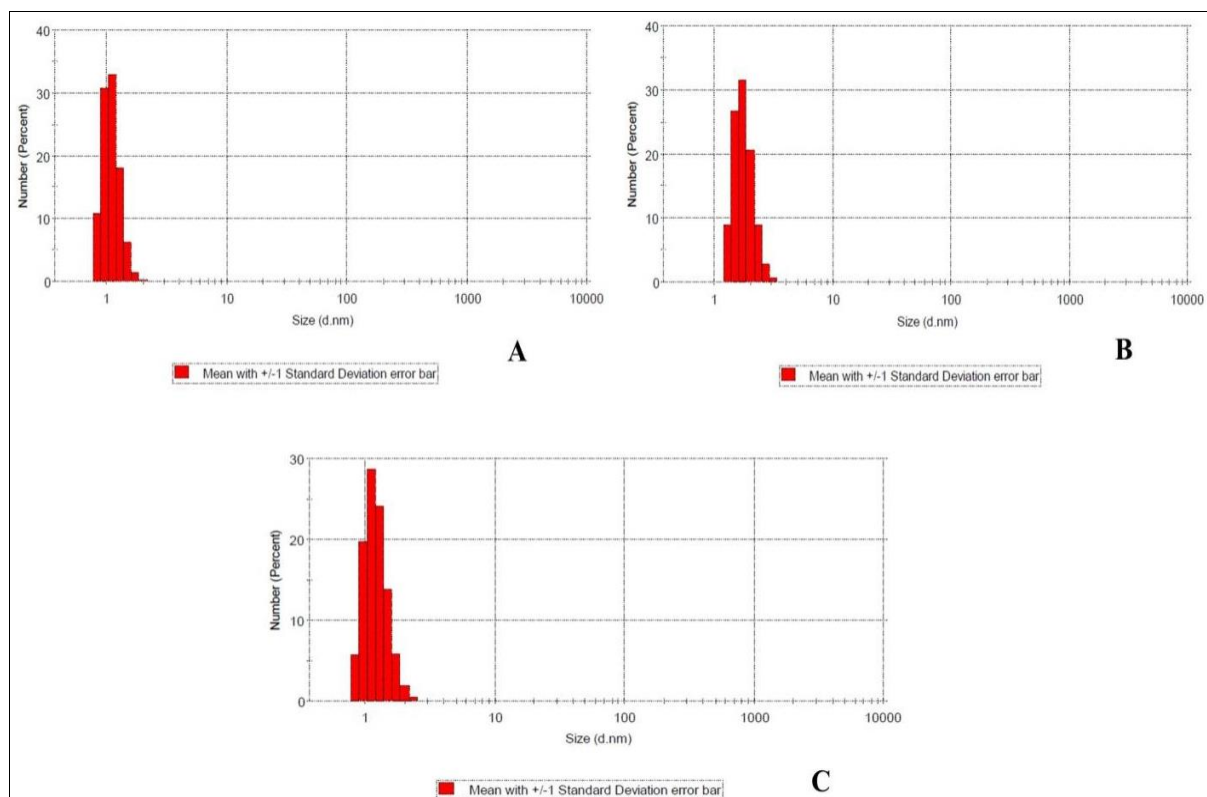 40
30
20
10
0
Number (Percent)
1 10 100 1000 10000
Size (d.nm)
A
Mean with +/-1 Standard Deviation error bar
40
30
20
10
0
Number (Percent)
1 10 100 1000 10000
Size (d.nm)
B
Mean with +/-1 Standard Deviation error bar
30
20
10
0
Number (Percent)
1 10 100 1000 10000
Size (d.nm)
C
Mean with +/-1 Standard Deviation error bar